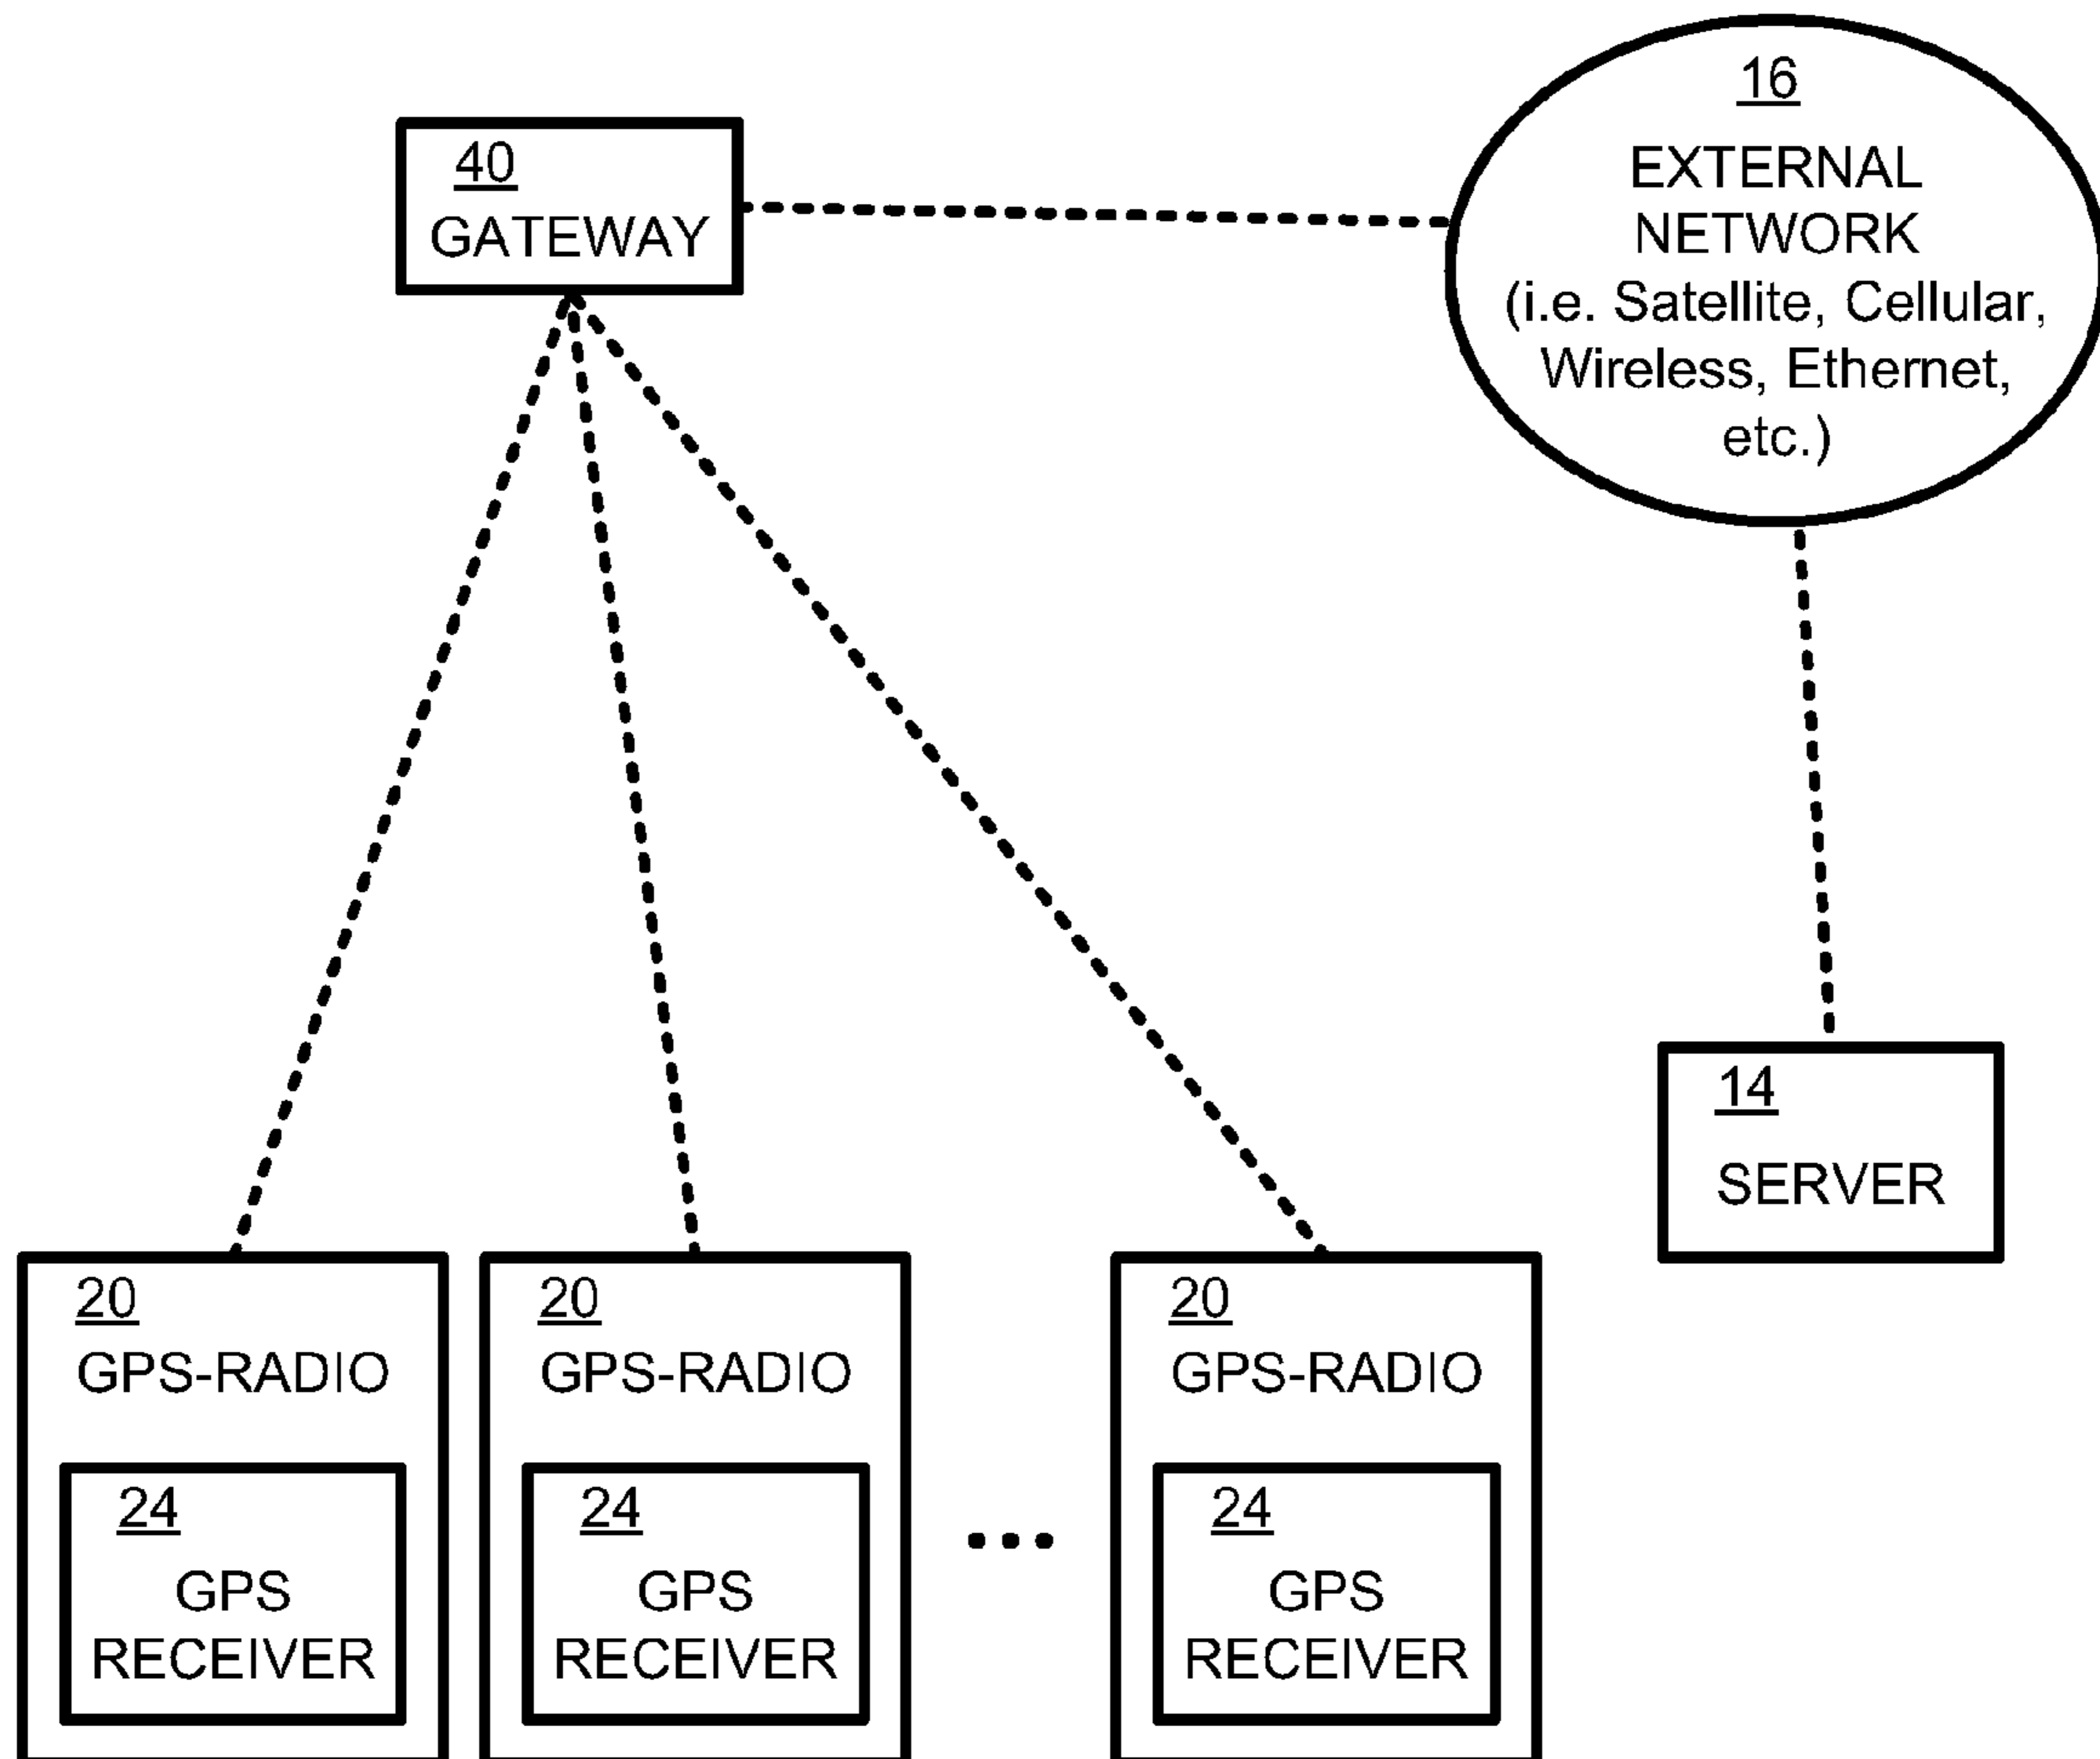 40
GATEWAY
16
EXTERNAL
NETWORK
(i.e. Satellite, Cellular,
Wireless, Ethernet,
etc.)
14
SERVER
20
GPS-RADIO
24
GPS
RECEIVER
20
GPS-RADIO
24
GPS
RECEIVER
...
20
GPS-RADIO
24
GPS
RECEIVER